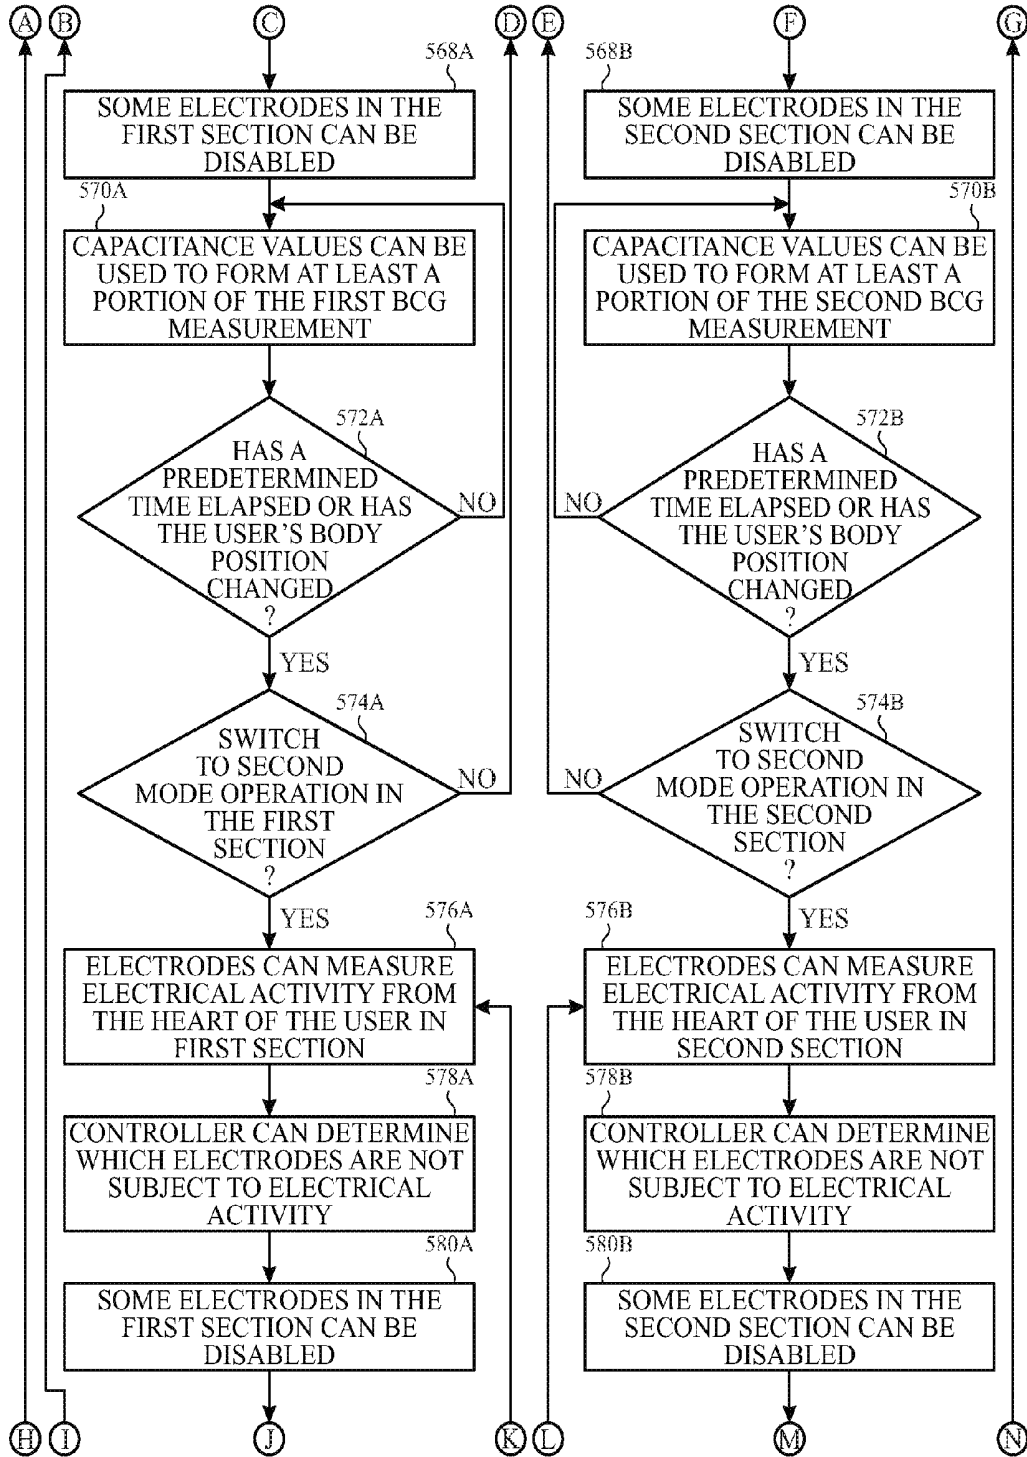 A B C D E F G
568A
568B
SOME ELECTRODES IN THE
FIRST SECTION CAN BE
DISABLED
SOME ELECTRODES IN THE
SECOND SECTION CAN BE
DISABLED
570A
570B
CAPACITANCE VALUES CAN BE
USED TO FORM AT LEAST A
PORTION OF THE FIRST BCG
MEASUREMENT
CAPACITANCE VALUES CAN BE
USED TO FORM AT LEAST A
PORTION OF THE SECOND BCG
MEASUREMENT
572A
572B
HAS A
PREDETERMINED
TIME ELAPSED OR HAS
THE USER'S BODY
POSITION
CHANGED
?
NO
NO
HAS A
PREDETERMINED
TIME ELAPSED OR HAS
THE USER'S BODY
POSITION
CHANGED
?
YES
YES
574A
574B
SWITCH
TO SECOND
MODE OPERATION IN
THE FIRST
SECTION
?
NO
NO
SWITCH
TO SECOND
MODE OPERATION IN
THE SECOND
SECTION
?
YES
YES
576A
576B
ELECTRODES CAN MEASURE
ELECTRICAL ACTIVITY FROM
THE HEART OF THE USER IN
FIRST SECTION
ELECTRODES CAN MEASURE
ELECTRICAL ACTIVITY FROM
THE HEART OF THE USER IN
SECOND SECTION
578A
578B
CONTROLLER CAN DETERMINE
WHICH ELECTRODES ARE NOT
SUBJECT TO ELECTRICAL
ACTIVITY
CONTROLLER CAN DETERMINE
WHICH ELECTRODES ARE NOT
SUBJECT TO ELECTRICAL
ACTIVITY
580A
580B
SOME ELECTRODES IN THE
FIRST SECTION CAN BE
DISABLED
SOME ELECTRODES IN THE
SECOND SECTION CAN BE
DISABLED
H I J K L M N